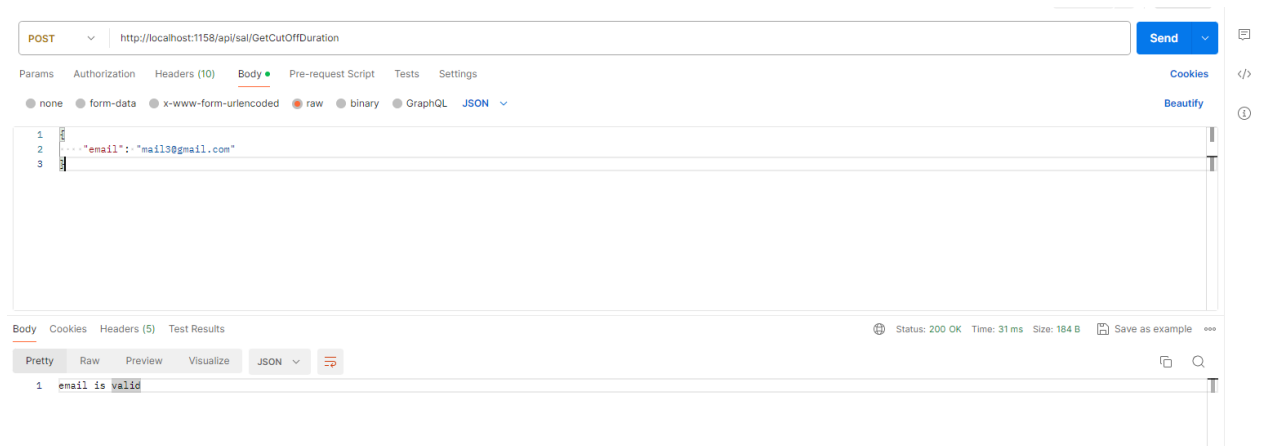 POST http://localhost:1158/api/sal/GetCutOffDuration Send
Params Authorization Headers (10) Body Pre-request Script Tests Settings Cookies
none form-data x-www-form-urlencoded raw binary GraphQL JSON Beautify
1 {
2 "email": "mail3@gmail.com"
3 }
Body Cookies Headers (5) Test Results Status: 200 OK Time: 31 ms Size: 184 B Save as example
Pretty Raw Preview Visualize JSON
1 email is valid